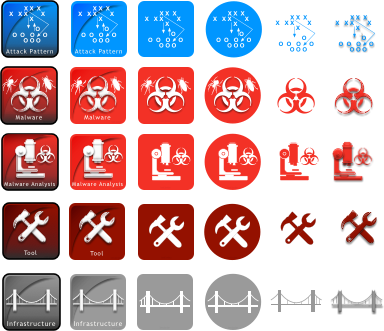 Attack Pattern Attack Pattern
Malware Malware
Malware Analysis Malware Analysis
Tool Tool
Infrastructure Infrastructure